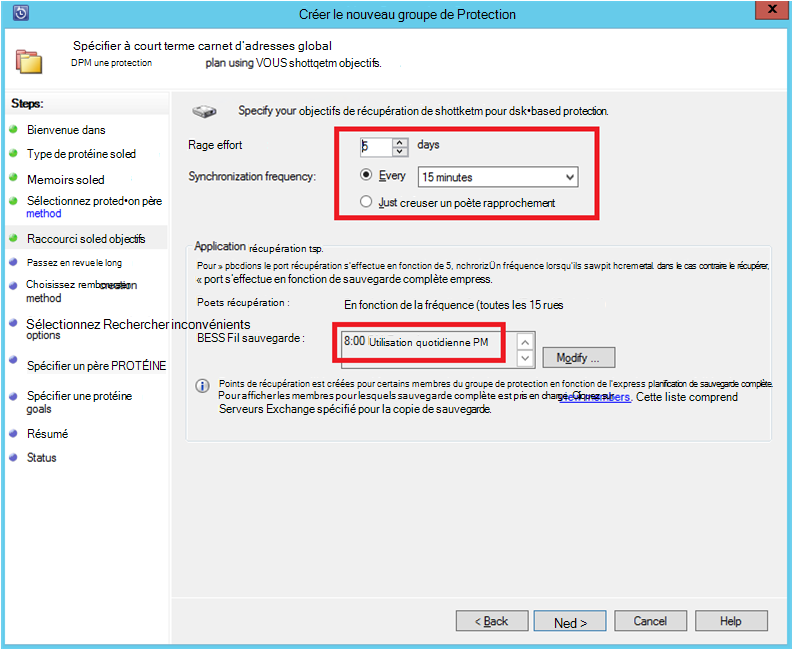 Créer le nouveau groupe de Protection
x
Spécifier à court terme carnet d'adresses global
DPM une protection plan using VOUS shottqetm objectifs.
Steps:
Bienvenue dans
Type de protéine soled
Memoirs soled
Sélectionnez proted•on père
method
Raccourci soled objectifs
Passez en revue le long
Choisissez remboursation creation
method
Sélectionnez Rechercher inconvénients
options
Spécifier un père PROTÉINE
Spécifier une protéine
goals
Résumé
Status
Specify your objectifs de récupération de shottketm pour dsk•based protection.
Rage effort
5
days
Synchronization frequency:
Every
15 minutes
Just creuser un poète rapprochement
Application récupération tsp.
Pour » pbcdions le port récupération s'effectue en fonction de 5, nchrorizÜn fréquence lorsqu'ils sawpit hcremetal. dans le cas contraire le récupérer,
« port s'effectue en fonction de sauvegarde complète empress.
Poets récupération :
En fonction de la fréquence (toutes les 15 rues
BESS Fil sauvegarde :
8:00 Utilisation quotidienne PM
Modify ...
Points de récupération est créées pour certains membres du groupe de protection en fonction de l'express planification de sauvegarde complète.
Pour afficher les membres pour lesquels sauvegarde complète est pris en charge, Cliquez sur view members. Cette liste comprend
Serveurs Exchange spécifié pour la copie de sauvegarde.
< Back
Ned >
Cancel
Help